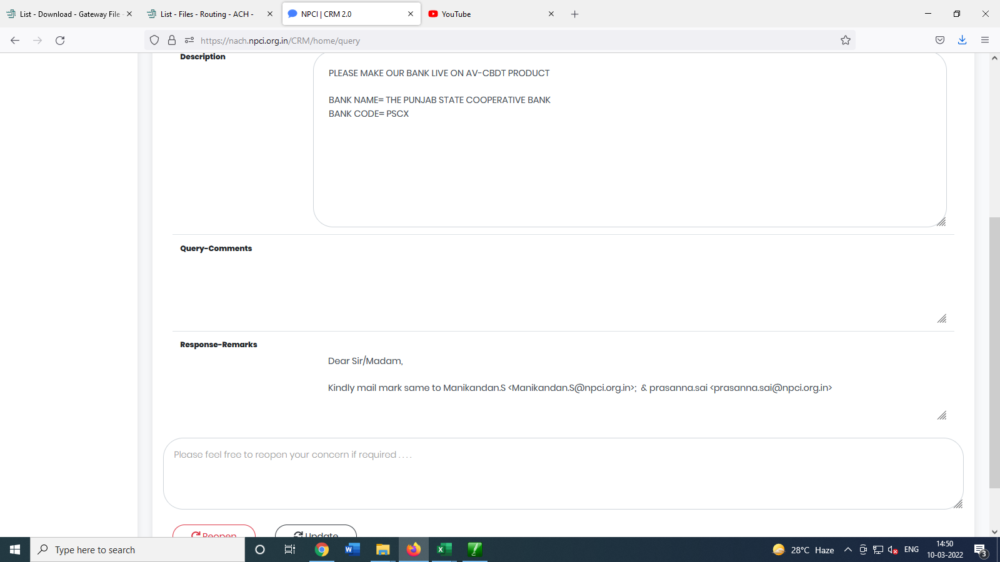 List - Download - Gateway File -
List - Files - Routing - ACH -
NPCI | CRM 2.0
YouTube
https://nach.npci.org.in/CRM/home/query
Description
PLEASE MAKE OUR BANK LIVE ON AV-CBDT PRODUCT
BANK NAME= THE PUNJAB STATE COOPERATIVE BANK
BANK CODE= PSCX
Query-Comments
Response-Remarks
Dear Sir/Madam,
Kindly mail mark same to Manikandan.S <Manikandan.S@npci.org.in>;  & prasanna.sai <prasanna.sai@npci.org.in>
Please feel free to reopen your concern if required . . . .
Reopen
Update
Type here to search
28°C Haze
ENG
14:50
10-03-2022
3